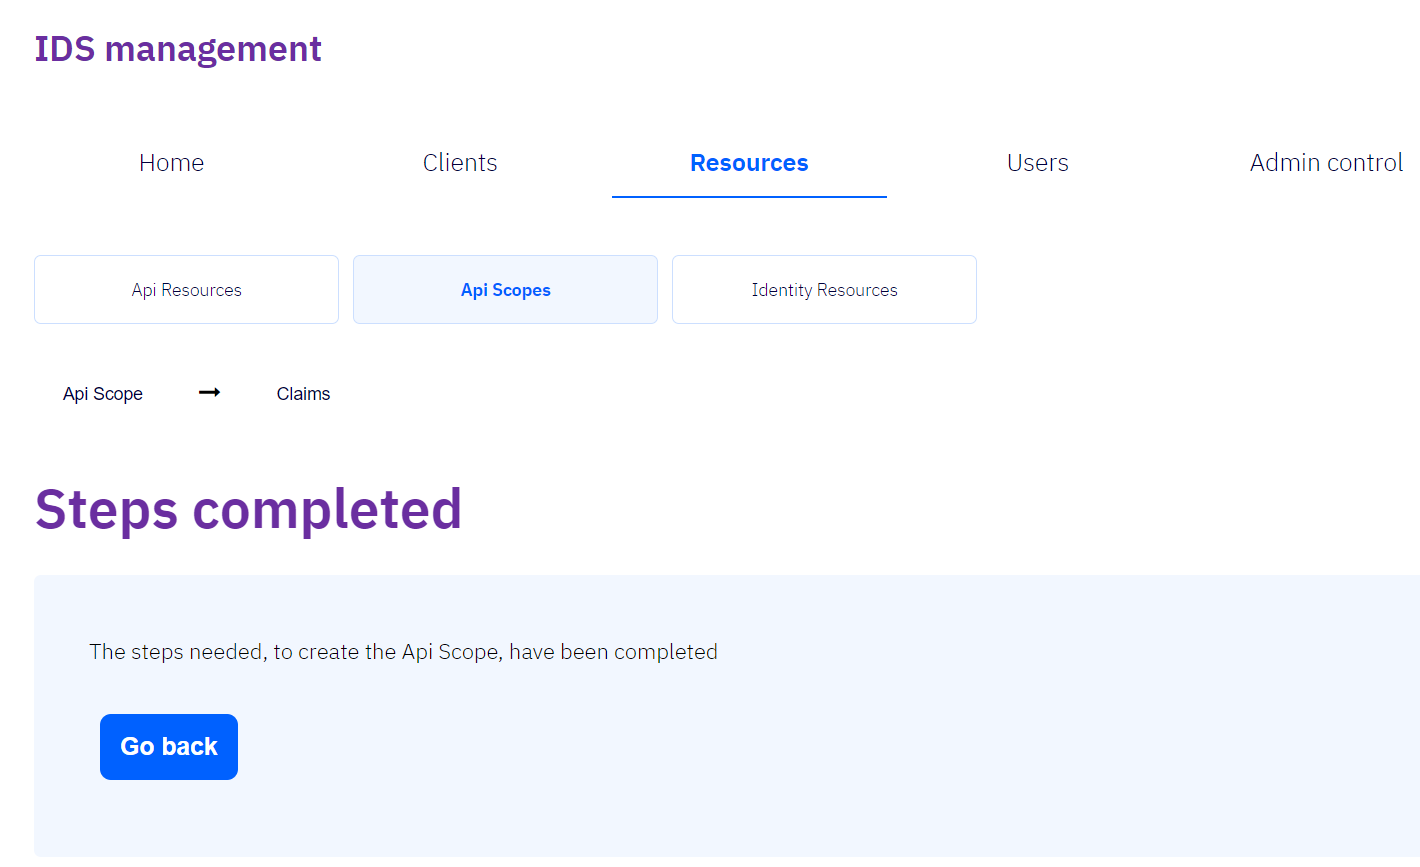 IDS management
Home Clients Resources Users Admin control
Api Resources Api Scopes Identity Resources
Api Scope → Claims
Steps completed
The steps needed, to create the Api Scope, have been completed
Go back